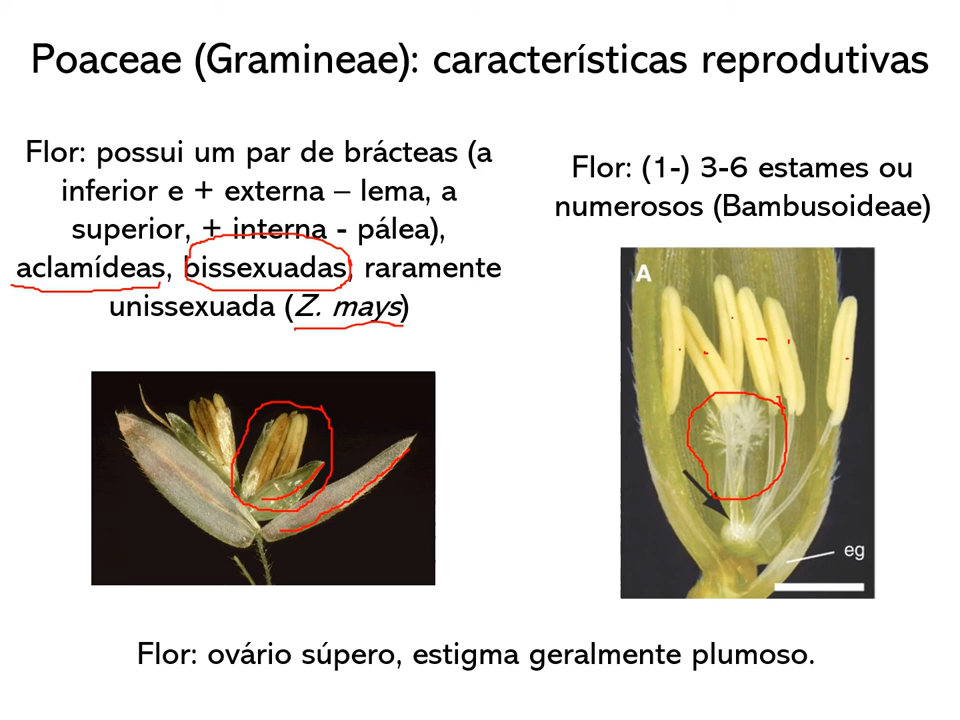 Poaceae (Gramineae): características reprodutivas
Flor: possui um par de brácteas (a
inferior e + externa – lema, a
superior, + interna - pálea),
aclamídeas, bissexuadas, raramente
unissexuada (Z. mays)
Flor: (1-) 3-6 estames ou
numerosos (Bambusoideae)
A
eg
Flor: ovário súpero, estigma geralmente plumoso.